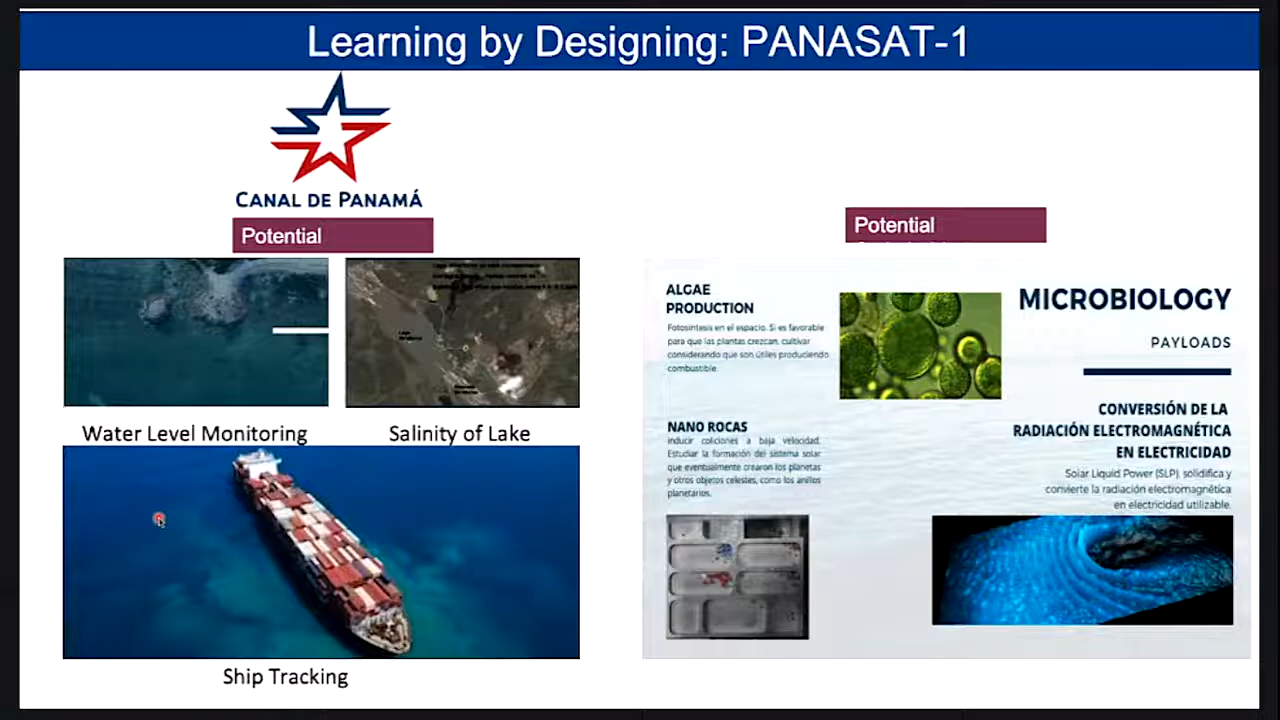 Learning by Designing: PANASAT-1
CANAL DE PANAMÁ
Potential
Water Level Monitoring
Salinity of Lake
Ship Tracking
Potential
ALGAE
PRODUCTION
Fotosintesis en el espacio. Si es favorable
para que las plantas crezcan, cultivar
considerando que son útiles produciendo
combustible.
NANO ROCAS
inducir coliciones a baja velocidad.
Estudiar la formación del sistema solar
que eventualmente crearon los planetas
y otros objetos celestes, como los anillos
planetarios.
MICROBIOLOGY
PAYLOADS
CONVERSIÓN DE LA
RADIACIÓN ELECTROMAGNÉTICA
EN ELECTRICIDAD
Solar Liquid Power (SLP), solidifica y
convierte la radiación electromagnética
en electricidad utilizable.